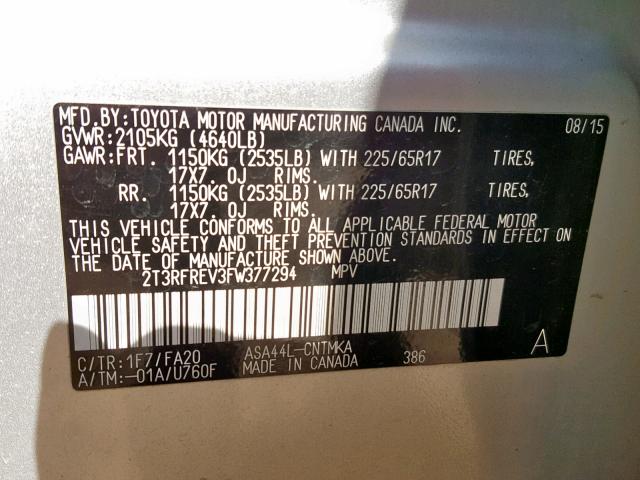 MFD.BY:TOYOTA MOTOR MANUFACTURING CANADA INC. 08/15
GVWR:2105KG (4640LB)
GAWR:FRT. 1150KG (2535LB) WITH 225/65R17 TIRES,
17X7.0J RIMS.
RR. 1150KG (2535LB) WITH 225/65R17 TIRES,
17X7.0J RIMS.
THIS VEHICLE CONFORMS TO ALL APPLICABLE FEDERAL MOTOR
VEHICLE SAFETY AND THEFT PREVENTION STANDARDS IN EFFECT ON
THE DATE OF MANUFACTURE SHOWN ABOVE.
2T3RFREV3FW377294 MPV
C/TR:1F7/FA20 ASA44L-CNTMKA 386 A
A/TM:-01A/U760F MADE IN CANADA